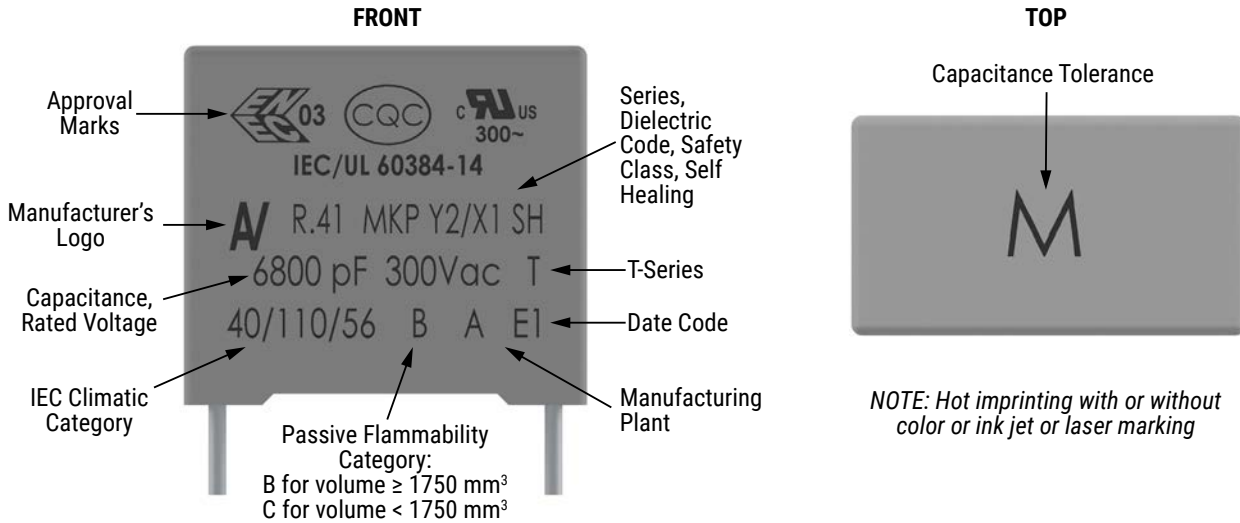 FRONT
TOP
Approval
Marks
EN
EC
03
CQC
C
RU
US
300~
IEC/UL 60384-14
Series,
Dielectric
Code, Safety
Class, Self
Healing
Manufacturer's
Logo
R.41 MKP Y2/X1 SH
Capacitance,
Rated Voltage
6800 pF 300Vac T
T-Series
IEC Climatic
Category
40/110/56 B A E1
Date Code
Passive Flammability
Category:
B for volume ≥ 1750 mm³
C for volume < 1750 mm³
Manufacturing
Plant
Capacitance Tolerance
M
NOTE: Hot imprinting with or without
color or ink jet or laser marking